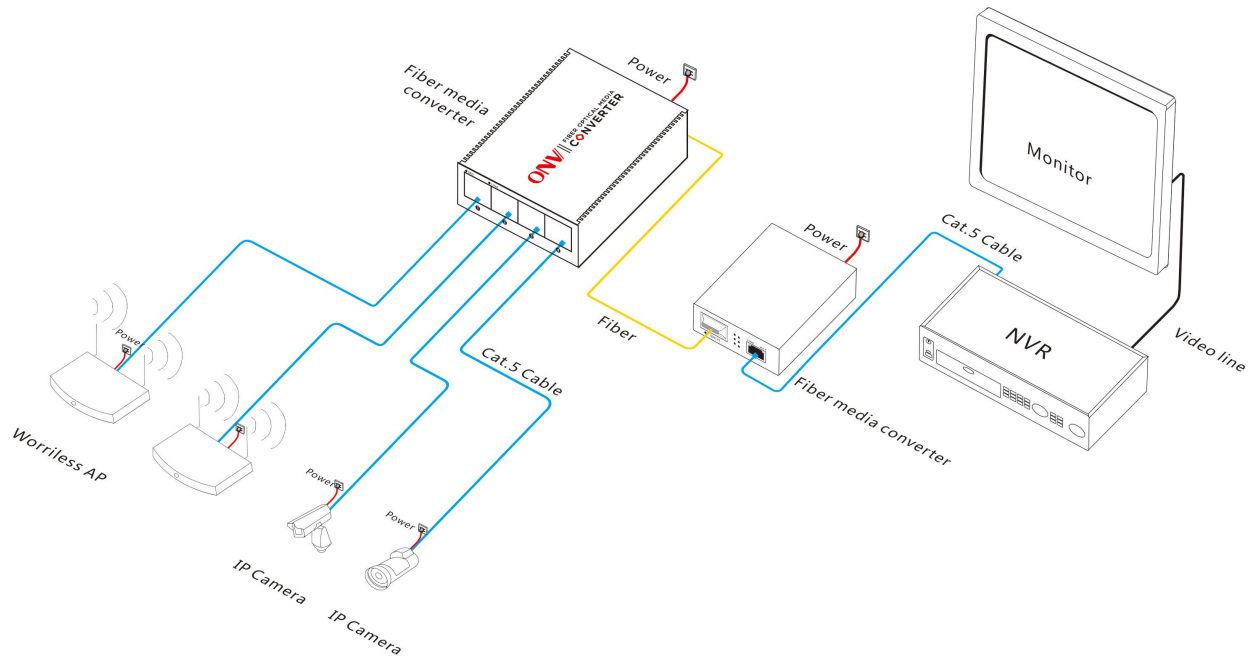 Fiber media
converter
Power
ONV
FIBER OPTICAL MEDIA
CONVERTER
Monitor
Power
Cat.5 Cable
NVR
Video line
Fiber
Fiber media converter
Cat.5 Cable
Power
Worriless AP
Power
IP Camera
Power
IP Camera